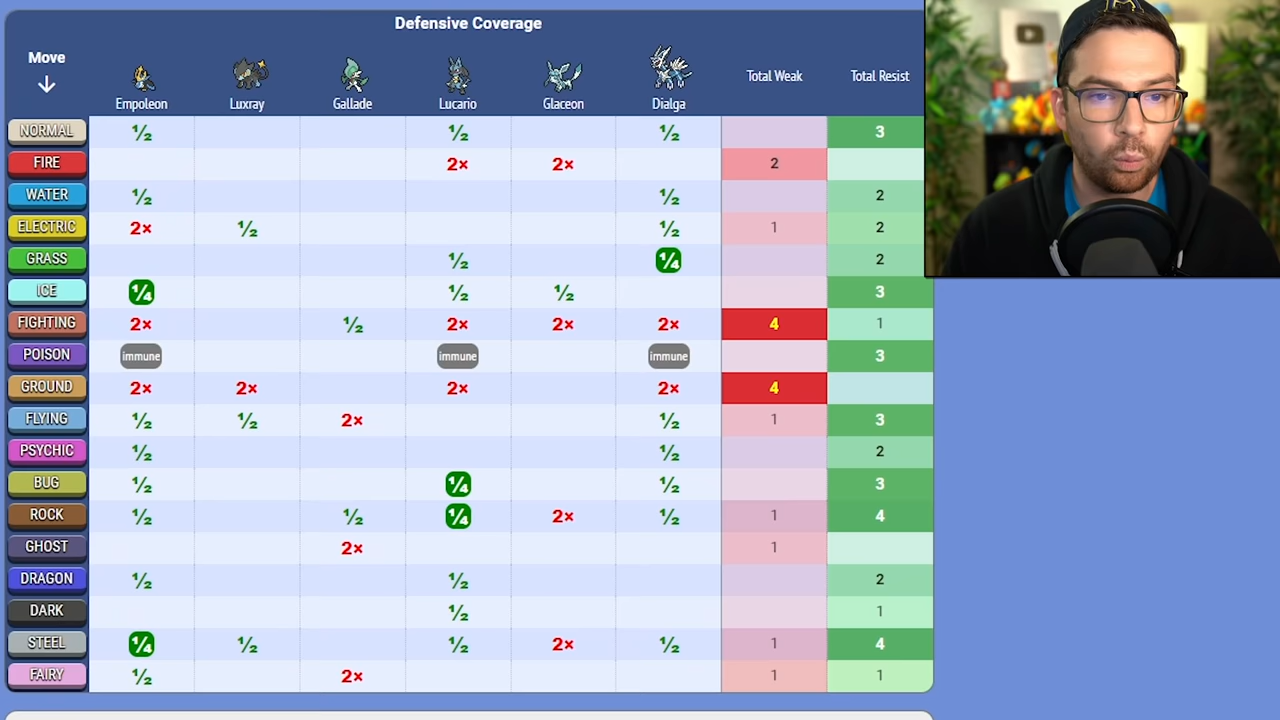 Defensive Coverage
Move ↓ Empoleon Luxray Gallade Lucario Glaceon Dialga Total Weak Total Resist
NORMAL ½ ½ ½ 3
FIRE 2× 2× 2
WATER ½ ½ 2
ELECTRIC 2× ½ ½ 1 2
GRASS ½ ¼ 2
ICE ¼ ½ ½ 3
FIGHTING 2× ½ 2× 2× 2× 4 1
POISON immune immune immune 3
GROUND 2× 2× 2× 2× 4
FLYING ½ ½ 2× ½ 1 3
PSYCHIC ½ ½ 2
BUG ½ ¼ ½ 3
ROCK ½ ½ ¼ 2× ½ 1 4
GHOST 2× 1
DRAGON ½ ½ 2
DARK ½ 1
STEEL ¼ ½ ½ 2× ½ 1 4
FAIRY ½ 2× 1 1